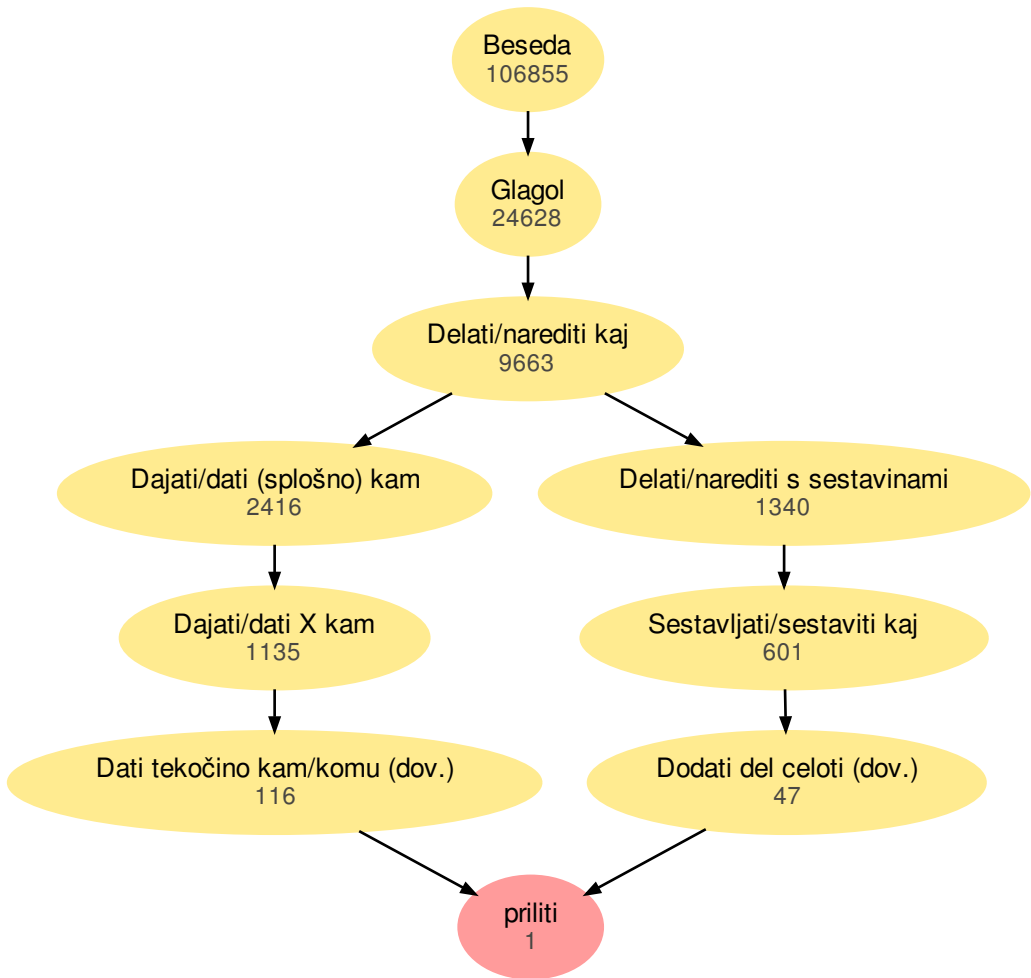 Beseda
106855
Glagol
24628
Delati/narediti kaj
9663
Dajati/dati (splošno) kam
2416
Delati/narediti s sestavinami
1340
Dajati/dati X kam
1135
Sestavljati/sestaviti kaj
601
Dati tekočino kam/komu (dov.)
116
Dodati del celoti (dov.)
47
priliti
1